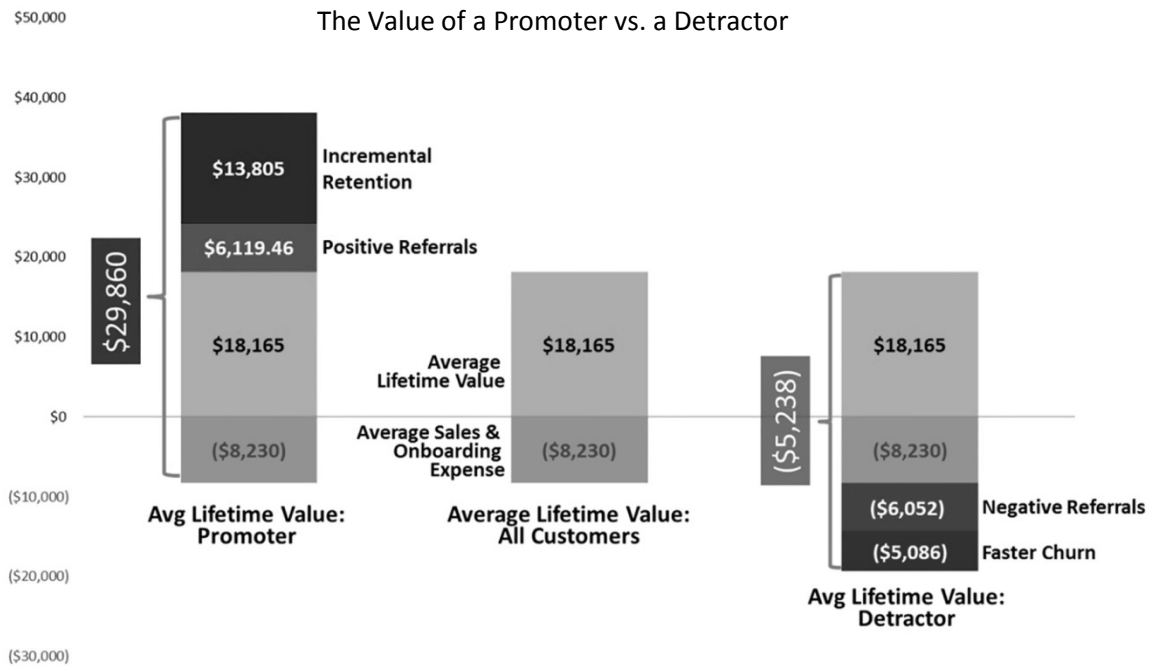 The Value of a Promoter vs. a Detractor
$50,000
$40,000
$30,000
$20,000
$10,000
$0
($10,000)
($20,000)
($30,000)
$29,860
$13,805
Incremental
Retention
$6,119.46
Positive Referrals
$18,165
($8,230)
Avg Lifetime Value:
Promoter
Average
Lifetime Value
$18,165
Average Sales &
Onboarding
Expense
($8,230)
Average Lifetime Value:
All Customers
($5,238)
$18,165
($8,230)
($6,052)
Negative Referrals
($5,086)
Faster Churn
Avg Lifetime Value:
Detractor